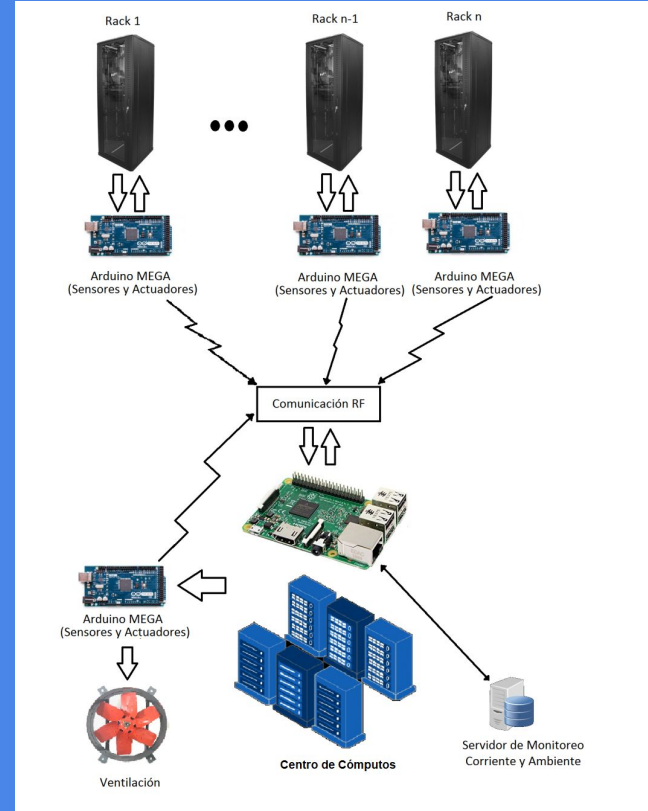 Rack 1
Rack n-1
Rack n
Arduino MEGA
(Sensores y Actuadores)
Arduino MEGA
(Sensores y Actuadores)
Arduino MEGA
(Sensores y Actuadores)
Comunicación RF
Arduino MEGA
(Sensores y Actuadores)
Ventilación
Centro de Cómputos
Servidor de Monitoreo
Corriente y Ambiente